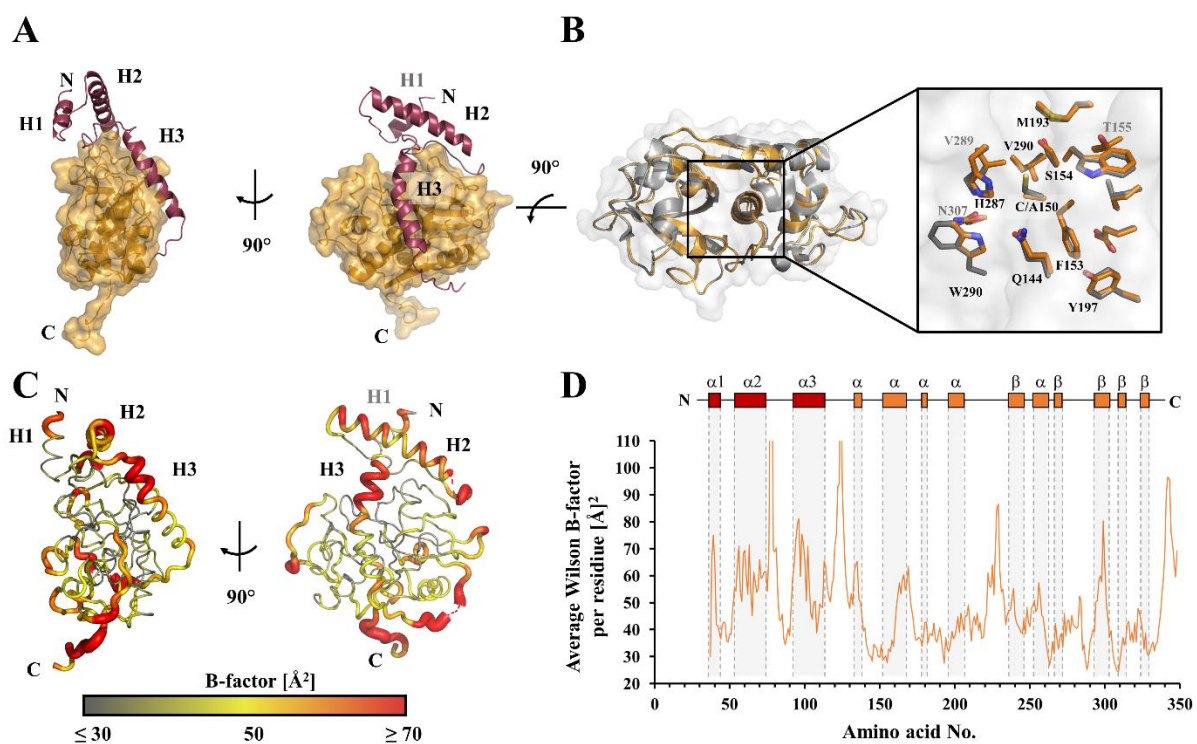 A
N
H2
H1
H3
C
90°
H1
N
H2
H3
90°
B
M193
V289
V290
T155
S154
H287
C/A150
N307
F153
W290
Q144
Y197
C
N
H2
H1
H3
C
90°
H1
N
H2
H3
C
B-factor [Å²]
≤ 30
50
≥ 70
D
α1 α2 α3 α α α α β α β β β β
N
C
Average Wilson B-factor
per residiue [Å]²
110
100
90
80
70
60
50
40
30
20
0 50 100 150 200 250 300 350
Amino acid No.